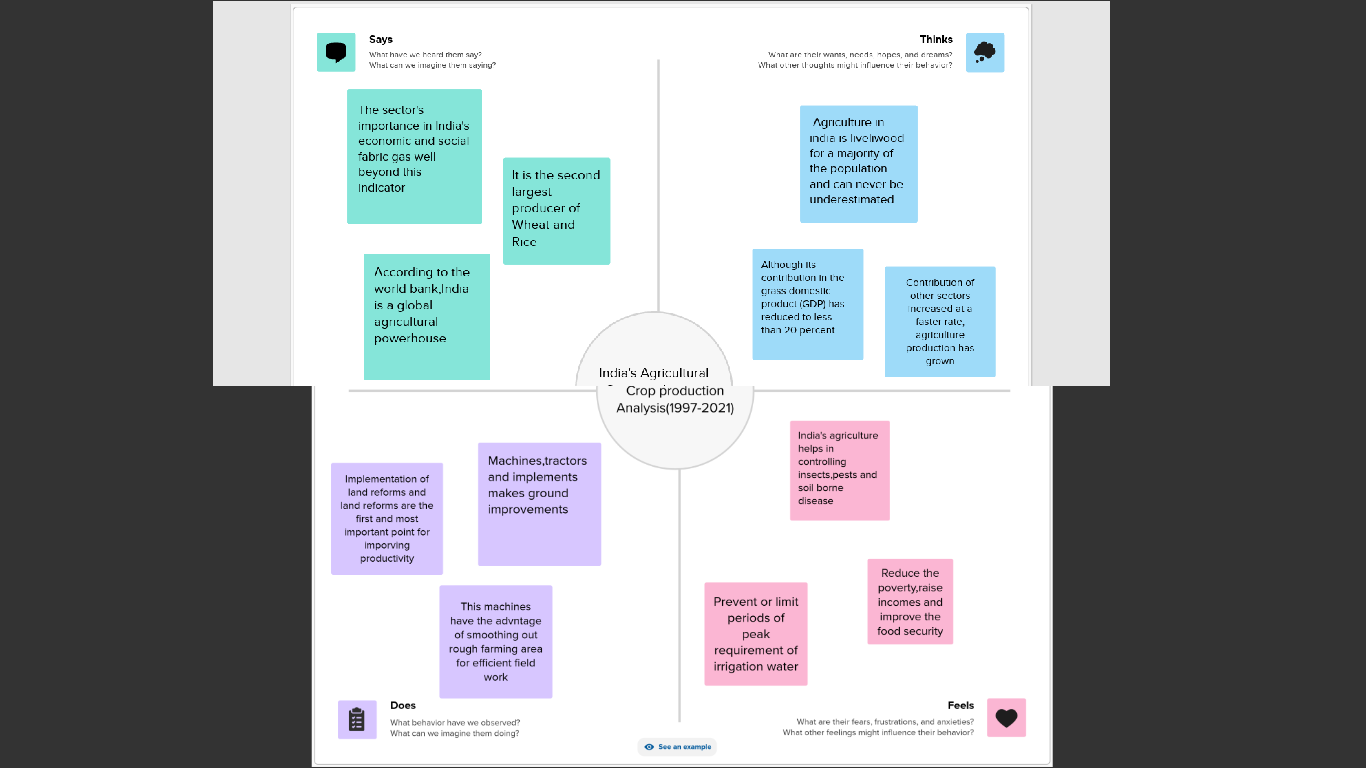 Says
What have we heard them say?
What can we imagine them saying?
Thinks
What are their wants, needs, hopes, and dreams?
What other thoughts might influence their behavior?
The sector's
importance in India's
economic and social
fabric gas well
beyond this
indicator
It is the second
largest
producer of
Wheat and
Rice
According to the
world bank,India
is a global
agricultural
powerhouse
Agriculture in
india is liveliwood
for a majority of
the population
and can never be
underestimated
Although its
contribution in the
grass domestic
product (GDP) has
reduced to less
than 20 percent
Contribution of
other sectors
increased at a
faster rate,
agriculture
production has
grown
India's Agricultural
Crop production
Analysis(1997-2021)
Implementation of
land reforms and
land reforms are the
first and most
important point for
imporving
productivity
Machines,tractors
and implements
makes ground
improvements
This machines
have the advntage
of smoothing out
rough farming area
for efficient field
work
India's agriculture
helps in
controlling
insects,pests and
soil borne
disease
Prevent or limit
periods of
peak
requirement of
irrigation water
Reduce the
poverty,raise
incomes and
improve the
food security
Does
What behavior have we observed?
What can we imagine them doing?
Feels
What are their fears, frustrations, and anxieties?
What other feelings might influence their behavior?
See an example